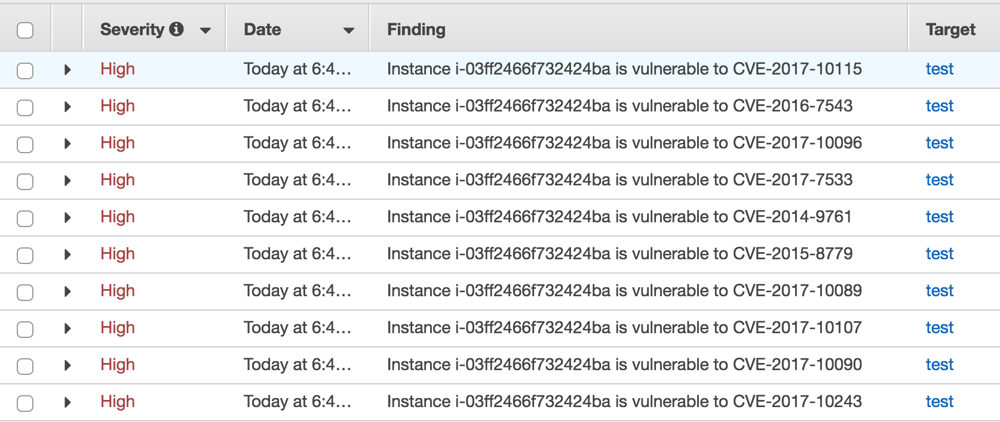 Severity Date Finding Target
High Today at 6:4... Instance i-03ff2466f732424ba is vulnerable to CVE-2017-10115 test
High Today at 6:4... Instance i-03ff2466f732424ba is vulnerable to CVE-2016-7543 test
High Today at 6:4... Instance i-03ff2466f732424ba is vulnerable to CVE-2017-10096 test
High Today at 6:4... Instance i-03ff2466f732424ba is vulnerable to CVE-2017-7533 test
High Today at 6:4... Instance i-03ff2466f732424ba is vulnerable to CVE-2014-9761 test
High Today at 6:4... Instance i-03ff2466f732424ba is vulnerable to CVE-2015-8779 test
High Today at 6:4... Instance i-03ff2466f732424ba is vulnerable to CVE-2017-10089 test
High Today at 6:4... Instance i-03ff2466f732424ba is vulnerable to CVE-2017-10107 test
High Today at 6:4... Instance i-03ff2466f732424ba is vulnerable to CVE-2017-10090 test
High Today at 6:4... Instance i-03ff2466f732424ba is vulnerable to CVE-2017-10243 test